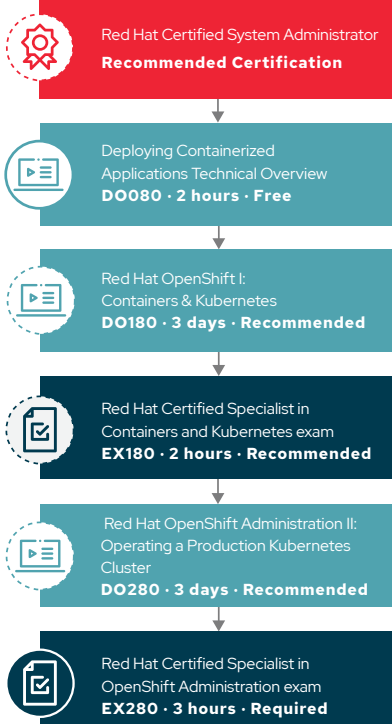 Red Hat Certified System Administrator
Recommended Certification
Deploying Containerized
Applications Technical Overview
DO080 · 2 hours · Free
Red Hat OpenShift I:
Containers & Kubernetes
DO180 · 3 days · Recommended
Red Hat Certified Specialist in
Containers and Kubernetes exam
EX180 · 2 hours · Recommended
Red Hat OpenShift Administration II:
Operating a Production Kubernetes
Cluster
DO280 · 3 days · Recommended
Red Hat Certified Specialist in
OpenShift Administration exam
EX280 · 3 hours · Required